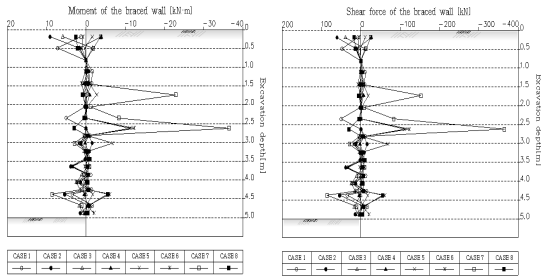 Moment of the braced wall [kN·m]
20 10 0 -10 -20 -30 -40
0.0
0.5
1.0
1.5
2.0
2.5
3.0
3.5
4.0
4.5
5.0
Excavation depth[m]
CASE 1 CASE 2 CASE 3 CASE 4 CASE 5 CASE 6 CASE 7 CASE 8
Shear force of the braced wall [kN]
200 100 0 -100 -200 -300 -400
0.0
0.5
1.0
1.5
2.0
2.5
3.0
3.5
4.0
4.5
5.0
Excavation depth[m]
CASE 1 CASE 2 CASE 3 CASE 4 CASE 5 CASE 6 CASE 7 CASE 8